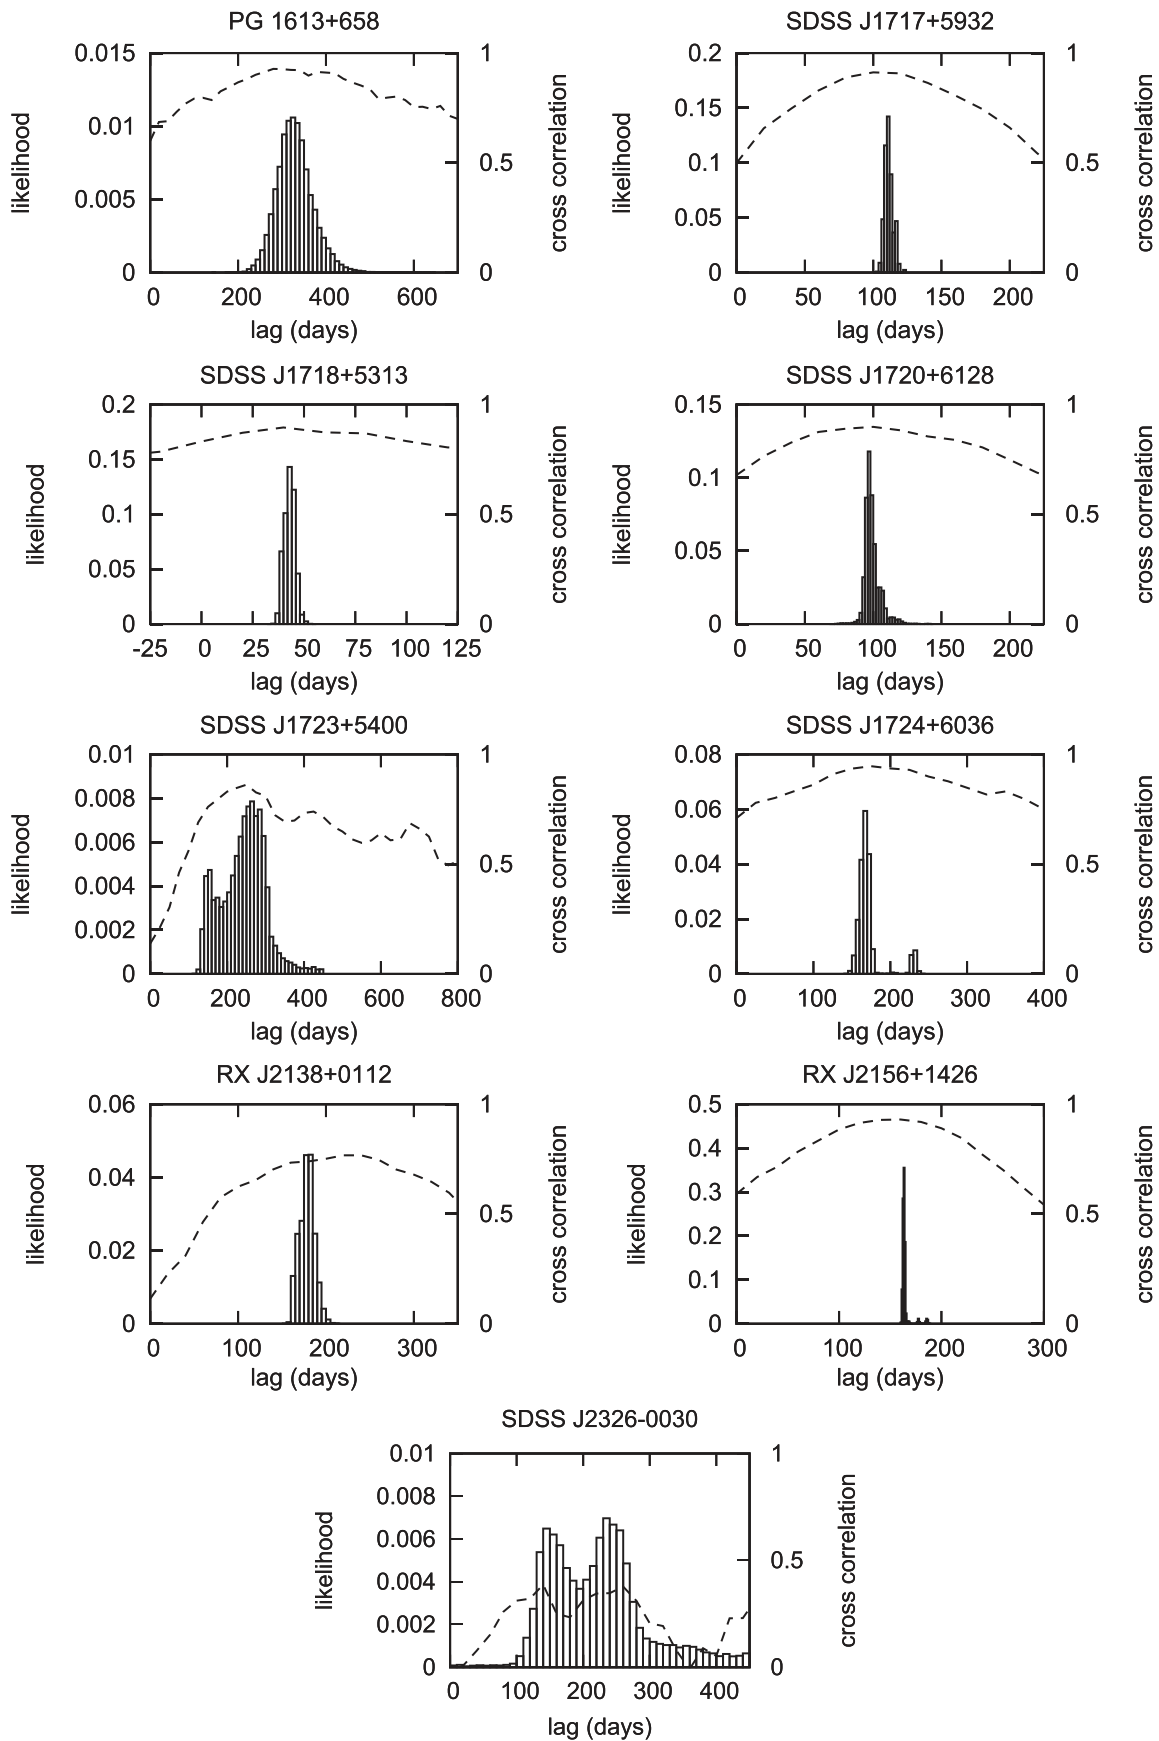 PG 1613+658
0.015
0.01
0.005
0
1
0.5
0
likelihood
cross correlation
0 200 400 600
lag (days)
SDSS J1717+5932
0.2
0.15
0.1
0.05
0
1
0.5
0
likelihood
cross correlation
0 50 100 150 200
lag (days)
SDSS J1718+5313
0.2
0.15
0.1
0.05
0
1
0.5
0
likelihood
cross correlation
-25 0 25 50 75 100 125
lag (days)
SDSS J1720+6128
0.15
0.1
0.05
0
1
0.5
0
likelihood
cross correlation
0 50 100 150 200
lag (days)
SDSS J1723+5400
0.01
0.008
0.006
0.004
0.002
0
1
0.5
0
likelihood
cross correlation
0 200 400 600 800
lag (days)
SDSS J1724+6036
0.08
0.06
0.04
0.02
0
1
0.5
0
likelihood
cross correlation
0 100 200 300 400
lag (days)
RX J2138+0112
0.06
0.04
0.02
0
1
0.5
0
likelihood
cross correlation
0 100 200 300
lag (days)
RX J2156+1426
0.5
0.4
0.3
0.2
0.1
0
1
0.5
0
likelihood
cross correlation
0 100 200 300
lag (days)
SDSS J2326-0030
0.01
0.008
0.006
0.004
0.002
0
1
0.5
0
likelihood
cross correlation
0 100 200 300 400
lag (days)